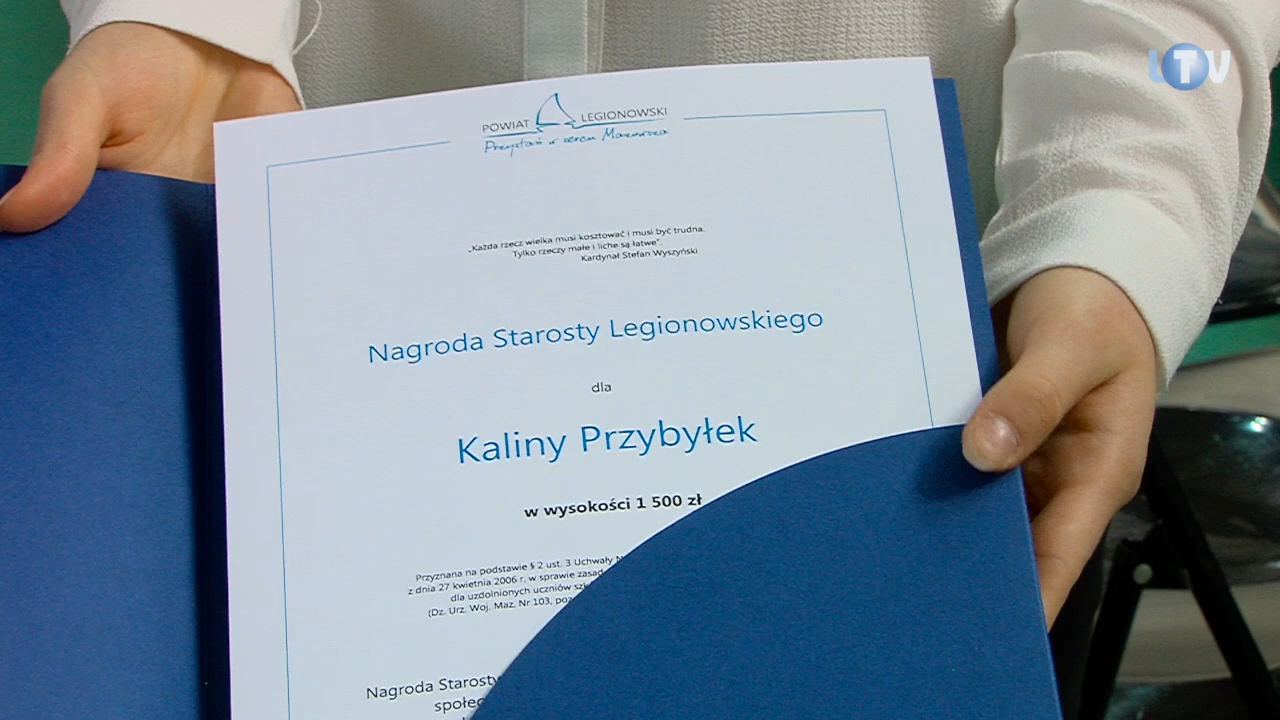 LTV
POWIAT LEGIONOWSKI
Przystań w sercu Mazowsza
„Każda rzecz wielka musi kosztować i musi być trudna.
Tylko rzeczy małe i liche są łatwe”.
Kardynał Stefan Wyszyński
Nagroda Starosty Legionowskiego
dla
Kaliny Przybyłek
w wysokości 1 500 zł
Przyznana na podstawie § 2 ust. 3 Uchwały
z dnia 27 kwietnia 2006 r. w sprawie zasad
dla uzdolnionych uczniów
(Dz. Urz. Woj. Maz. Nr 103, poz
Nagroda Starosty